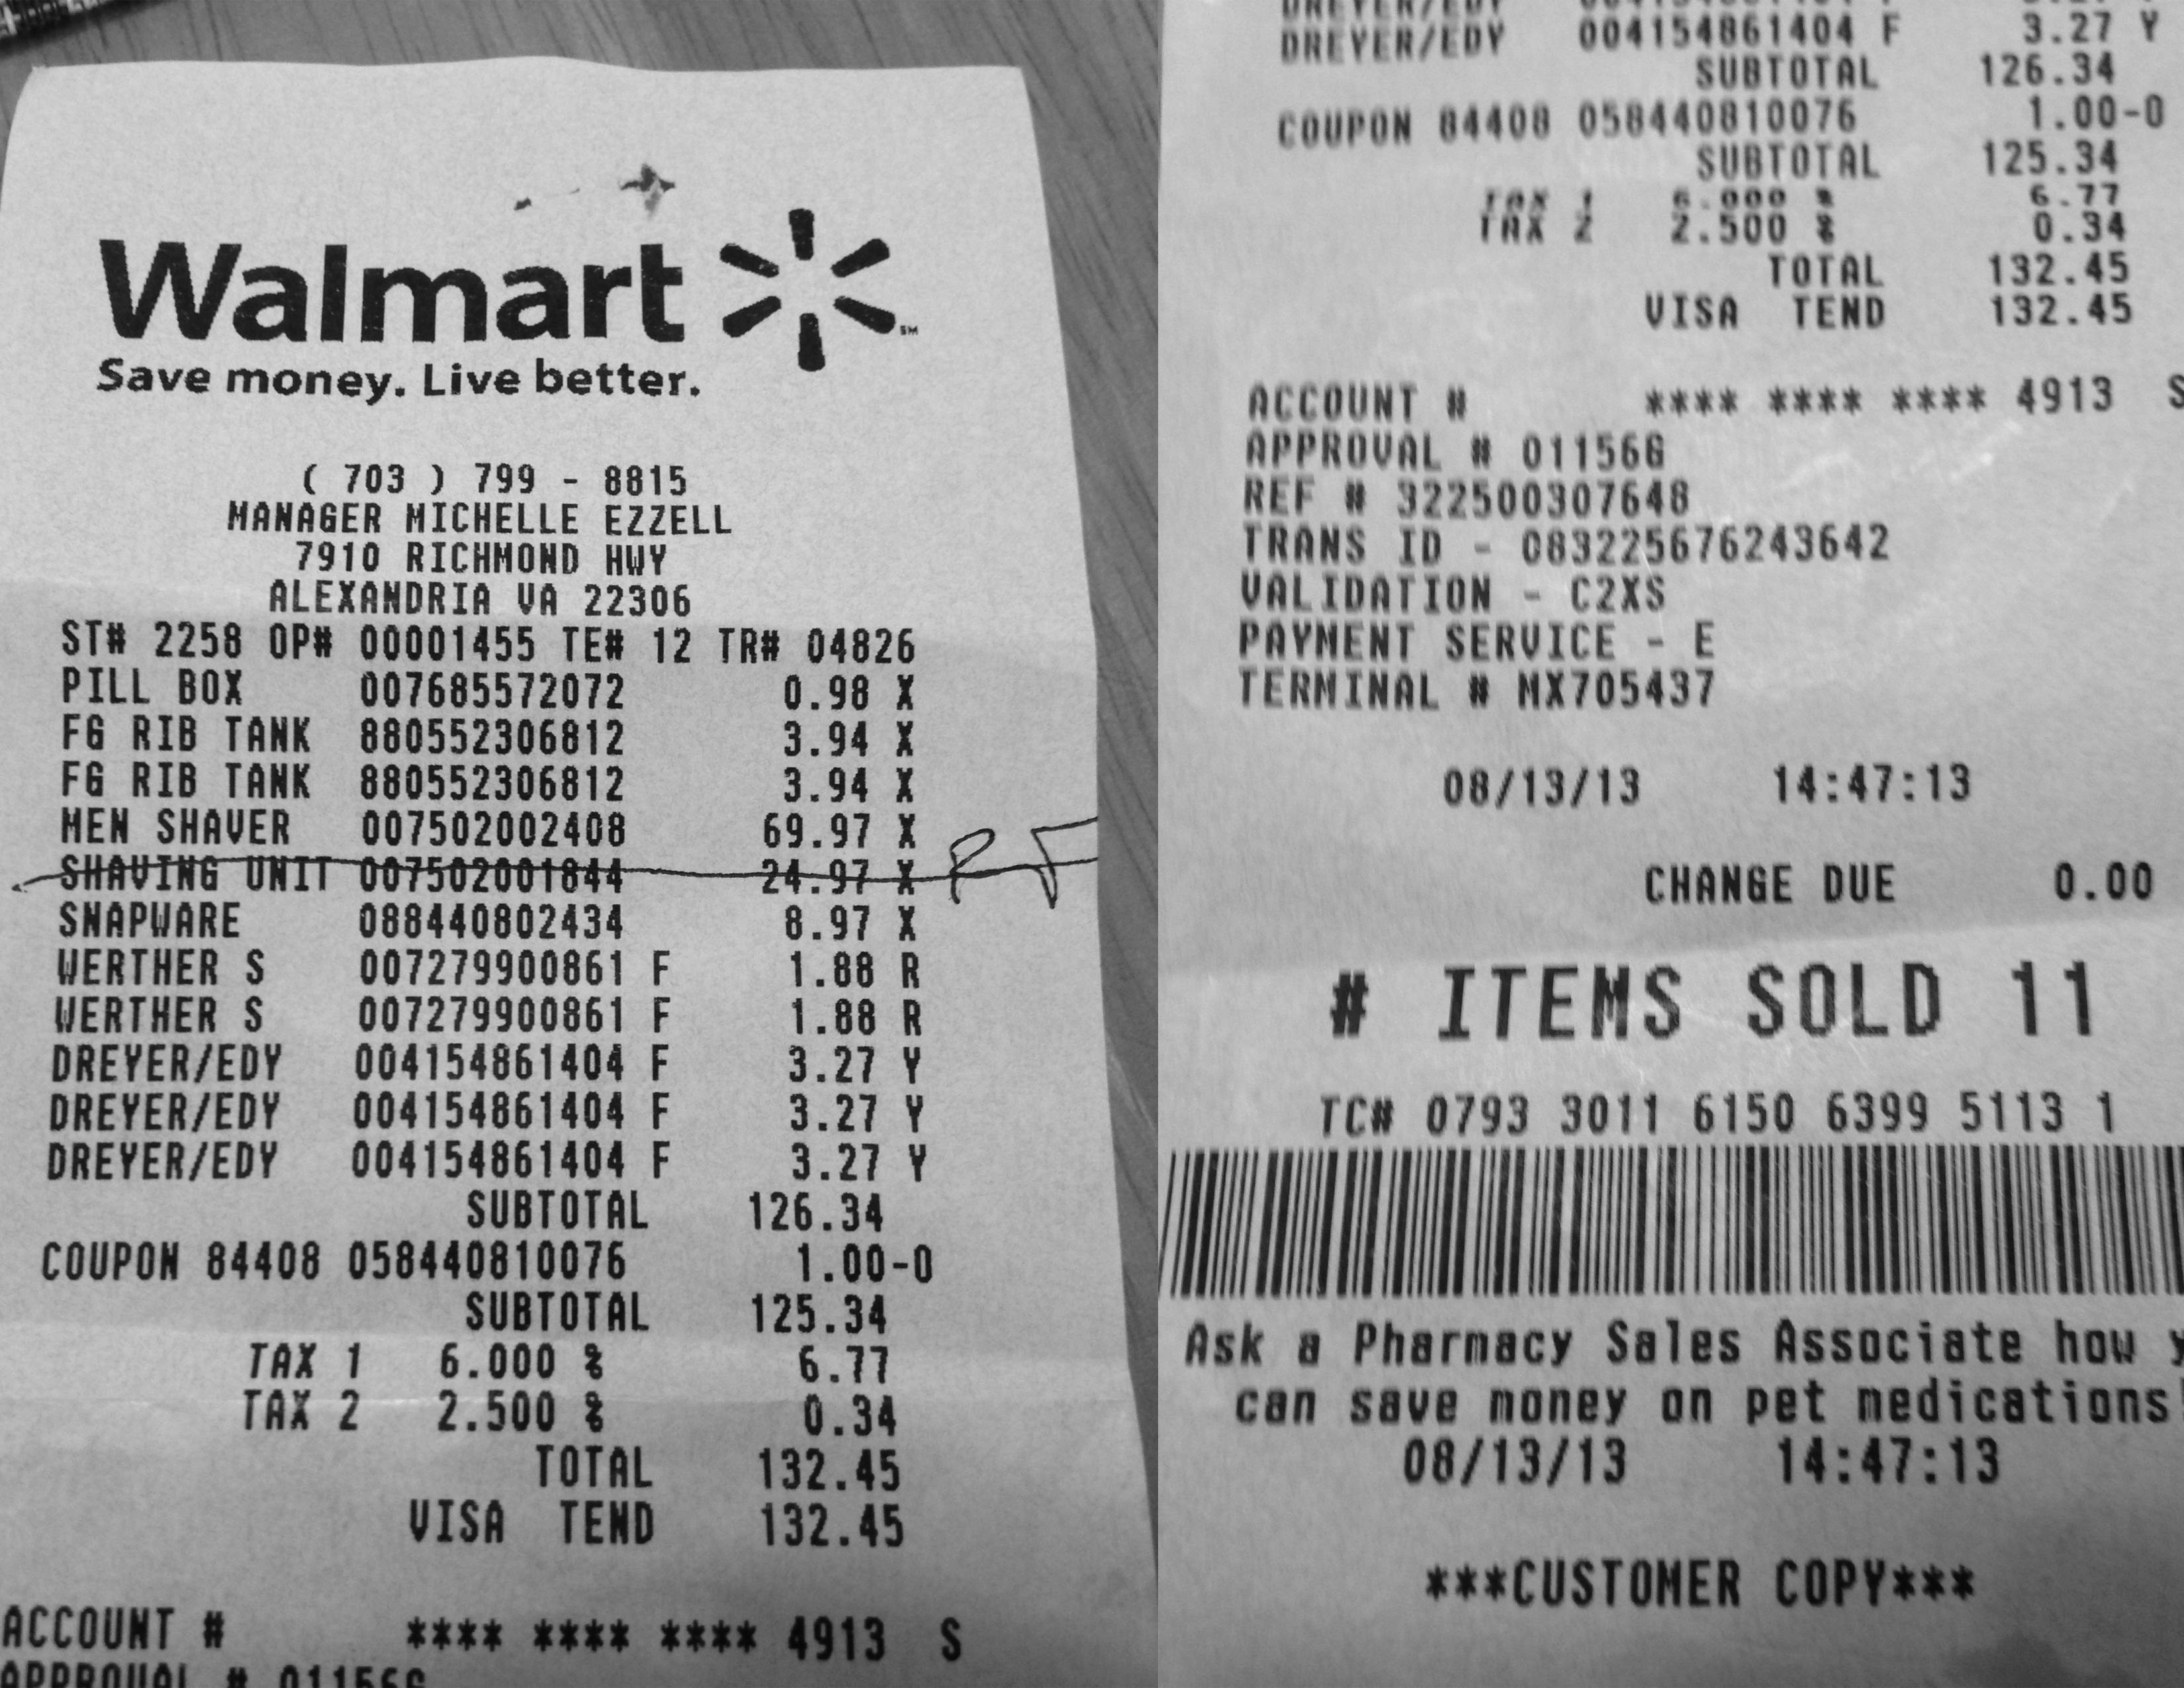 Walmart
Save money. Live better.
( 703 ) 799 - 8815
MANAGER MICHELLE EZZELL
7910 RICHMOND HWY
ALEXANDRIA VA 22306
ST# 2258 OP# 00001455 TE# 12 TR# 04826
PILL BOX 007685572072 0.98 X
FG RIB TANK 880552306812 3.94 X
FG RIB TANK 880552306812 3.94 X
MEN SHAVER 007502002408 69.97 X
SHAVING UNIT 007502001844 24.97 X
SNAPWARE 088440802434 8.97 X
WERTHER S 007279900861 F 1.88 R
WERTHER S 007279900861 F 1.88 R
DREYER/EDY 004154861404 F 3.27 Y
DREYER/EDY 004154861404 F 3.27 Y
DREYER/EDY 004154861404 F 3.27 Y
SUBTOTAL 126.34
COUPON 84408 058440810076 1.00-O
SUBTOTAL 125.34
TAX 1 6.000 % 6.77
TAX 2 2.500 % 0.34
TOTAL 132.45
VISA TEND 132.45
ACCOUNT # **** **** **** 4913 S
APPROVAL # 01156G
DREYER/EDY 004154861404 F 3.27 Y
SUBTOTAL 126.34
COUPON 84408 058440810076 1.00-O
SUBTOTAL 125.34
TAX 1 6.000 % 6.77
TAX 2 2.500 % 0.34
TOTAL 132.45
VISA TEND 132.45
ACCOUNT # **** **** **** 4913 S
APPROVAL # 01156G
REF # 322500307648
TRANS ID - 083225676243642
VALIDATION - C2XS
PAYMENT SERVICE - E
TERMINAL # MX705437
08/13/13 14:47:13
CHANGE DUE 0.00
# ITEMS SOLD 11
TC# 0793 3011 6150 6399 5113 1
Ask a Pharmacy Sales Associate how y
can save money on pet medications!
08/13/13 14:47:13
***CUSTOMER COPY***